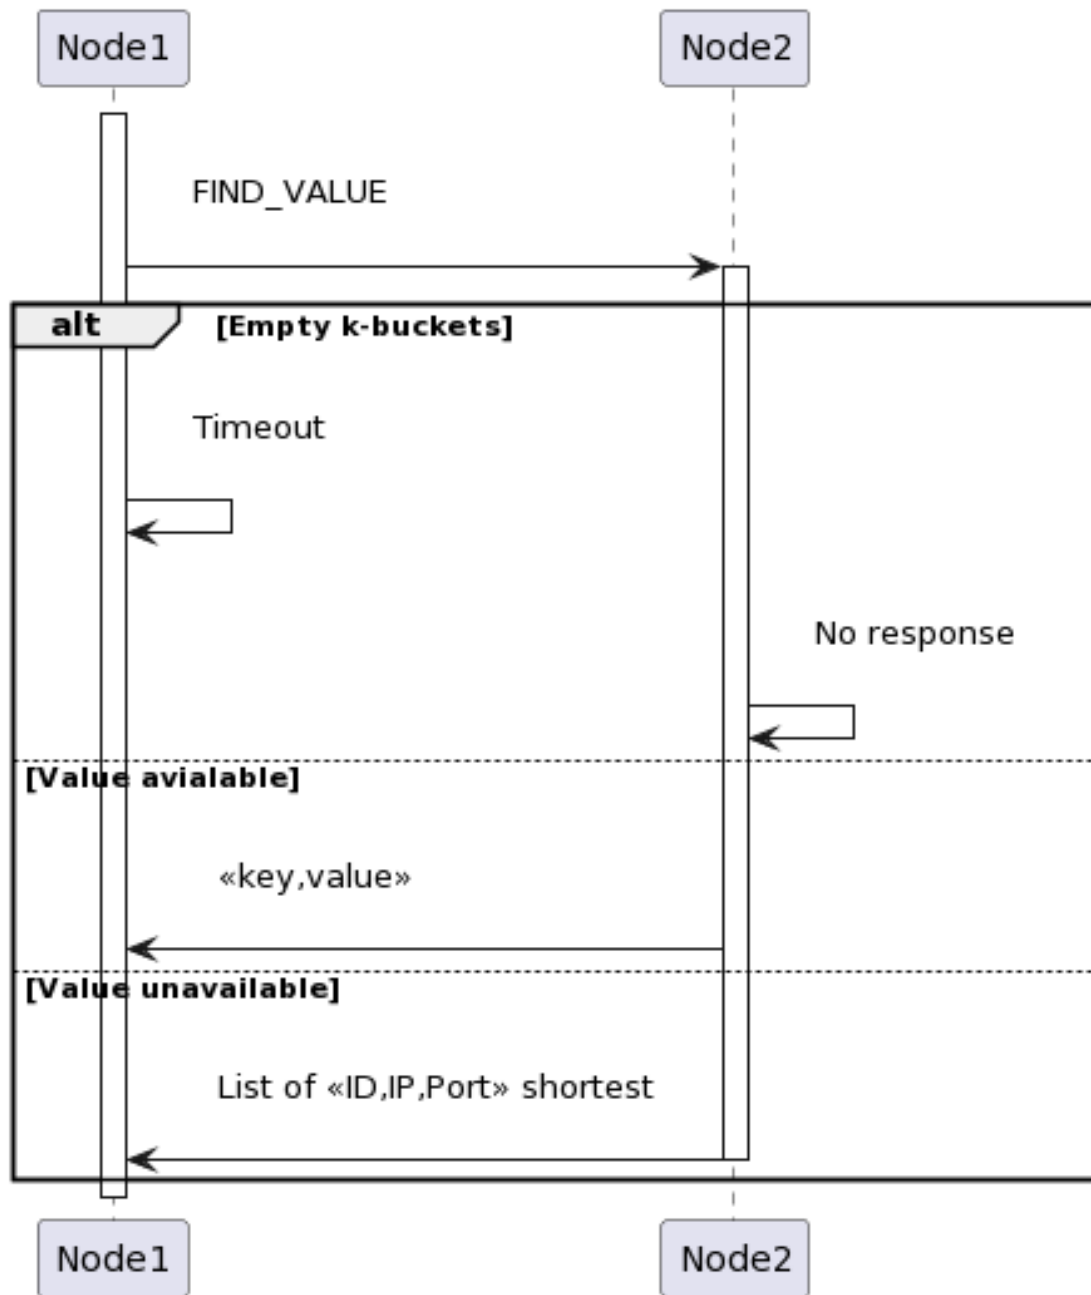 Node1 Node2
FIND_VALUE
alt [Empty k-buckets]
Timeout
No response
[Value avialable]
«key,value»
[Value unavailable]
List of «ID,IP,Port» shortest
Node1 Node2